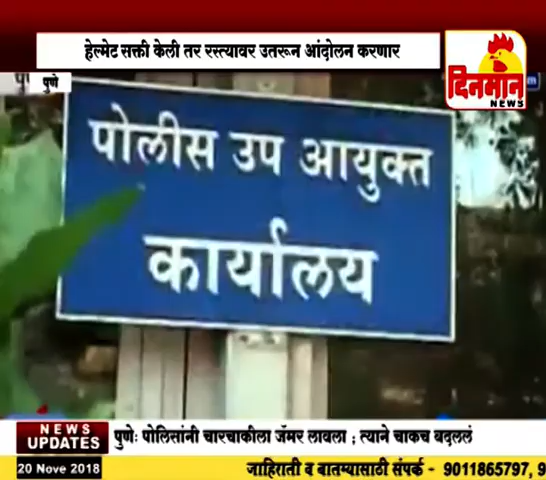 हेल्मेट सक्ती केली तर रस्त्यावर उतरून आंदोलन करणार
दिनमान
NEWS
पुणे
पोलीस उप आयुक्त
कार्यालय
NEWS
UPDATES
पुणेः पोलिसांनी चारचाकीला जॅमर लावला ; त्याने चाकच बदललं
20 Nove 2018
जाहिराती व बातम्यासाठी संपर्क - 9011865797, 9